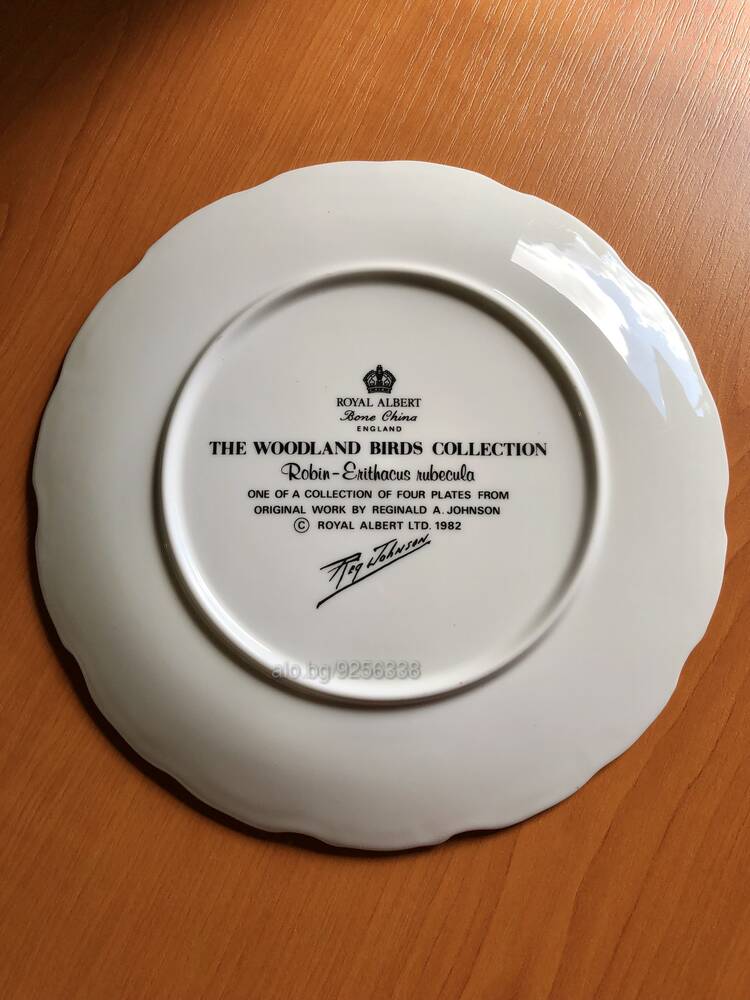 ROYAL ALBERT
Bone China
ENGLAND
THE WOODLAND BIRDS COLLECTION
Robin-Erithacus rubecula
ONE OF A COLLECTION OF FOUR PLATES FROM
ORIGINAL WORK BY REGINALD A. JOHNSON
© ROYAL ALBERT LTD. 1982
Reg Johnson
alo.bg/9256338